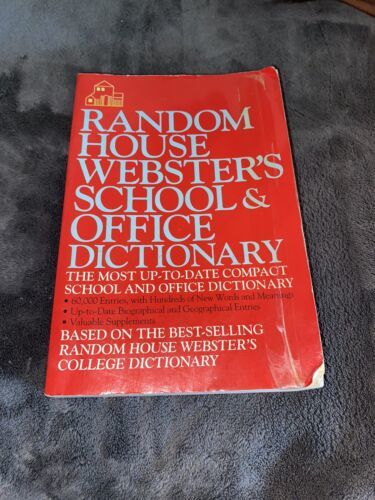 RANDOM
HOUSE
WEBSTER'S
SCHOOL &
OFFICE
DICTIONARY
THE MOST UP-TO-DATE COMPACT
SCHOOL AND OFFICE DICTIONARY
• 60,000 Entries, with Hundreds of New Words and Meanings
• Up-to-Date Biographical and Geographical Entries
• Valuable Supplements
BASED ON THE BEST-SELLING
RANDOM HOUSE WEBSTER'S
COLLEGE DICTIONARY